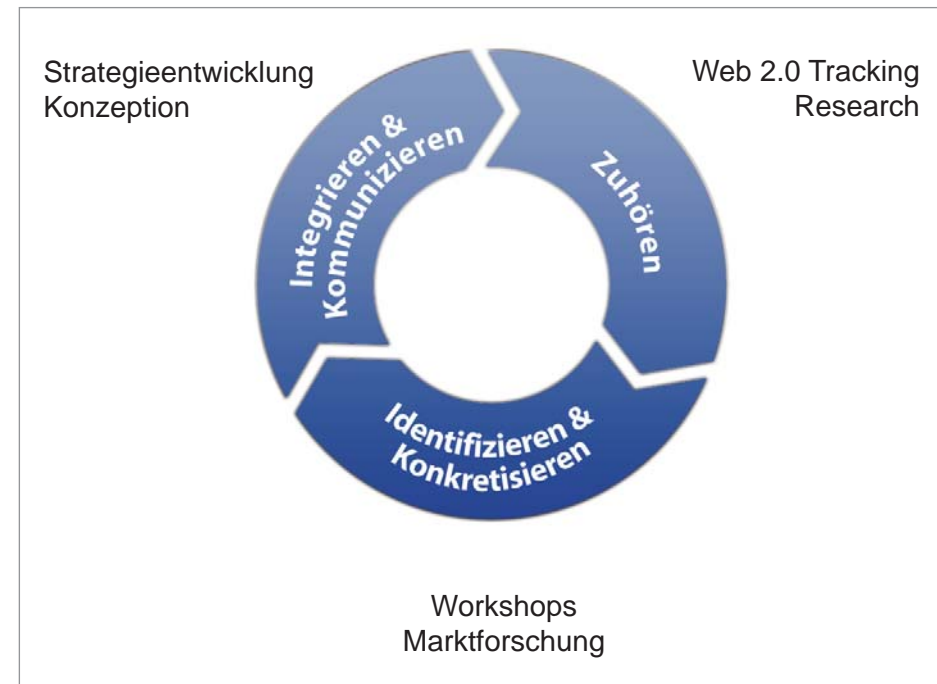 Strategieentwicklung
Konzeption
Web 2.0 Tracking
Research
Integrieren &
Kommunizieren
Zuhören
Identifizieren &
Konkretisieren
Workshops
Marktforschung